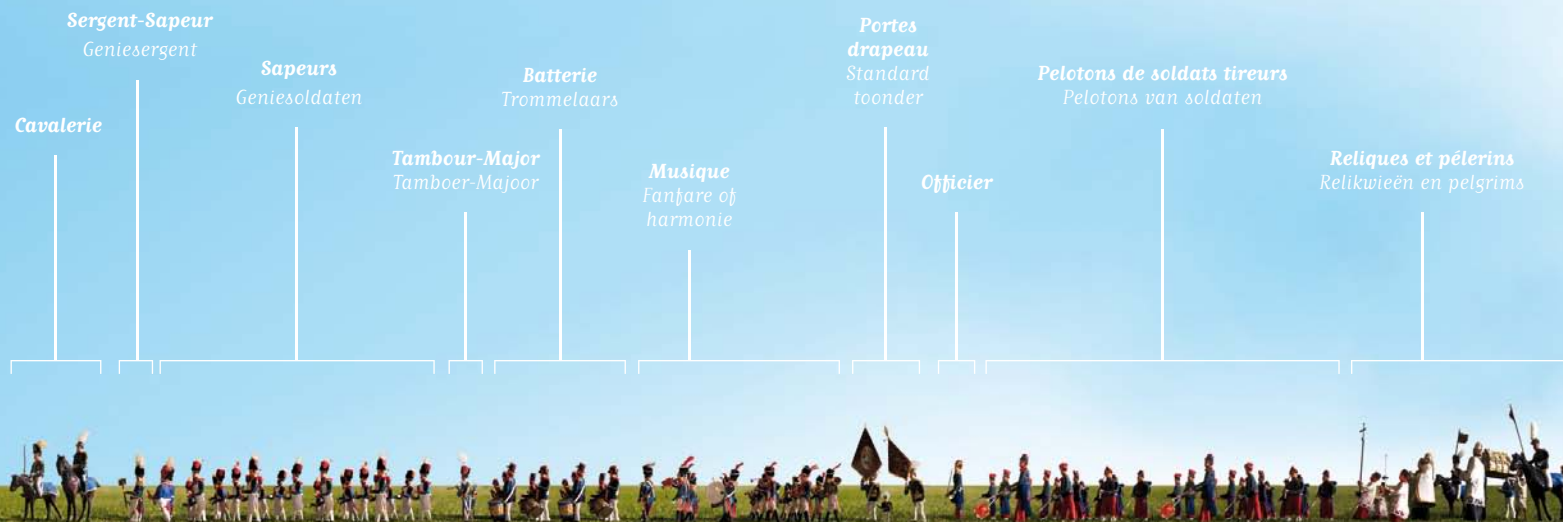 Sergent-Sapeur
Geniesergent
Cavalerie
Sapeurs
Geniesoldaten
Tambour-Major
Tamboer-Majoor
Batterie
Trommelaars
Musique
Fanfare of
harmonie
Portes
drapeau
Standard
toonder
Officier
Pelotons de soldats tireurs
Pelotons van soldaten
Reliques et pélerins
Relikwieën en pelgrims